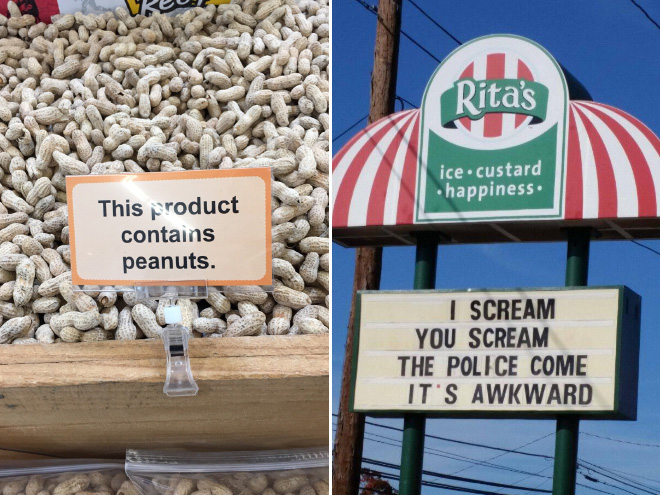 This product
contains
peanuts.
Rita's
ice • custard
• happiness •
I SCREAM
YOU SCREAM
THE POLICE COME
IT'S AWKWARD